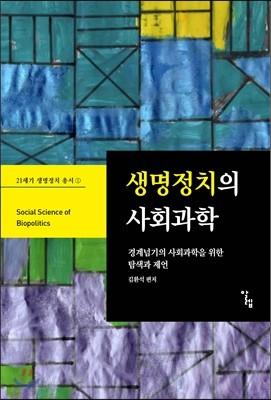 21세기 생명정치 총서 ①
Social Science of
Biopolitics
생명정치의
사회과학
경계넘기의 사회과학을 위한
탐색과 제언
김환석 편저
알렙